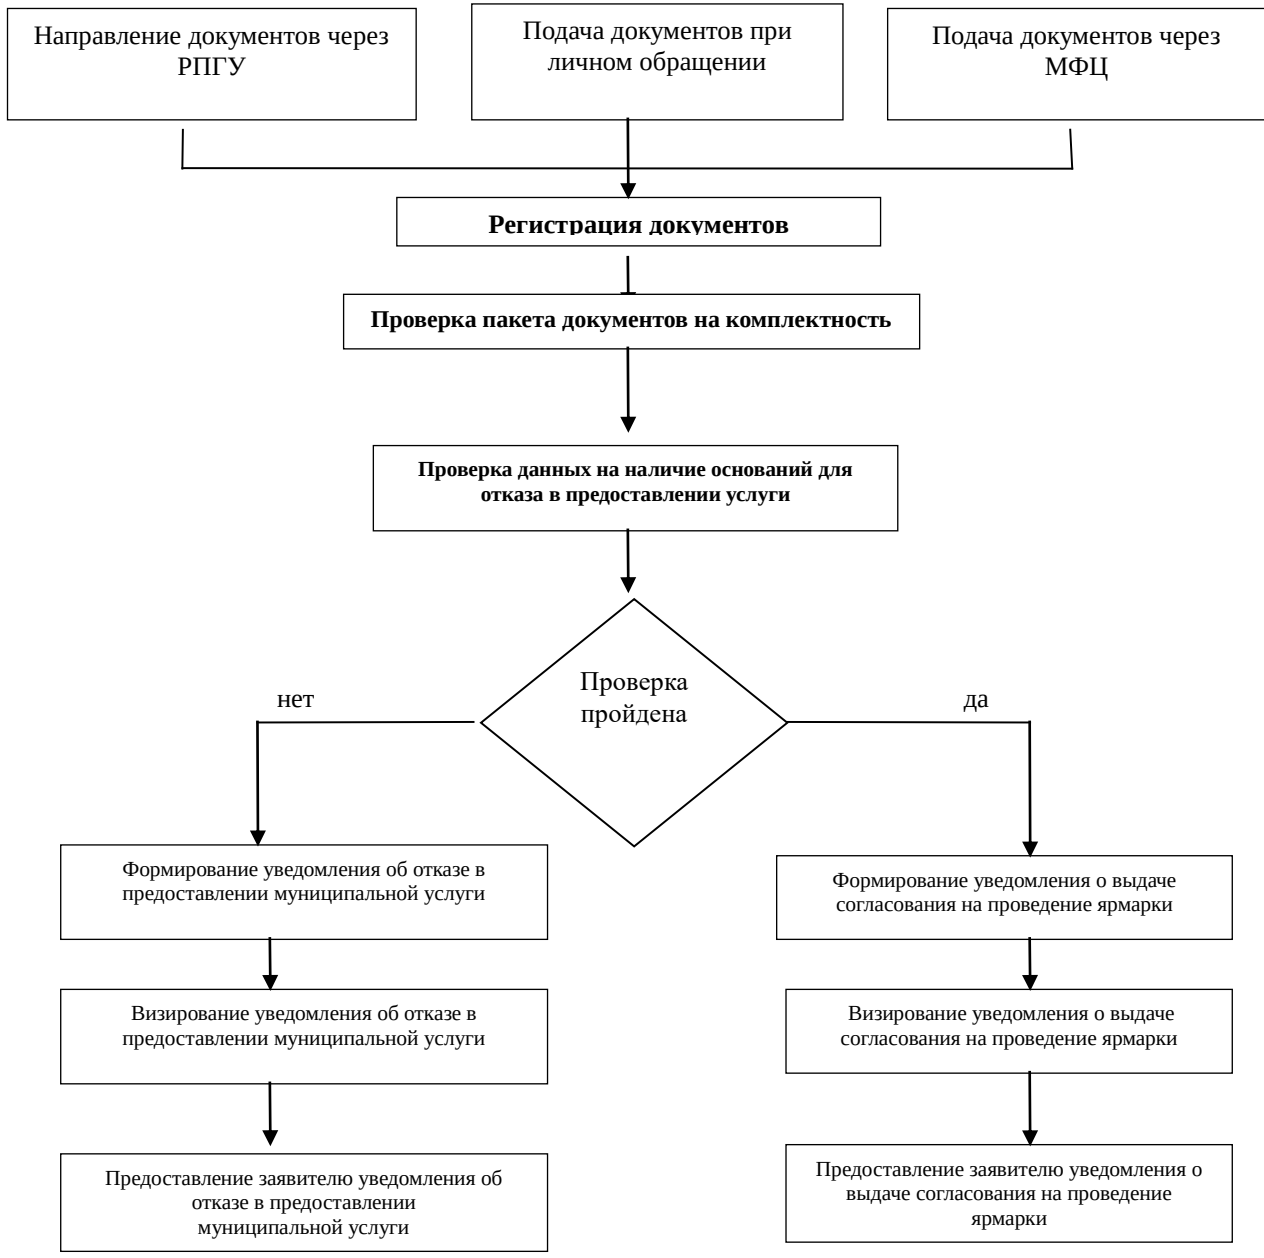 Направление документов через
РПГУ
Подача документов при
личном обращении
Подача документов через
МФЦ
Регистрация документов
Проверка пакета документов на комплектность
Проверка данных на наличие оснований для
отказа в предоставлении услуги
Проверка
пройдена
нет
да
Формирование уведомления об отказе в
предоставлении муниципальной услуги
Формирование уведомления о выдаче
согласования на проведение ярмарки
Визирование уведомления об отказе в
предоставлении муниципальной услуги
Визирование уведомления о выдаче
согласования на проведение ярмарки
Предоставление заявителю уведомления об
отказе в предоставлении
муниципальной услуги
Предоставление заявителю уведомления о
выдаче согласования на проведение
ярмарки